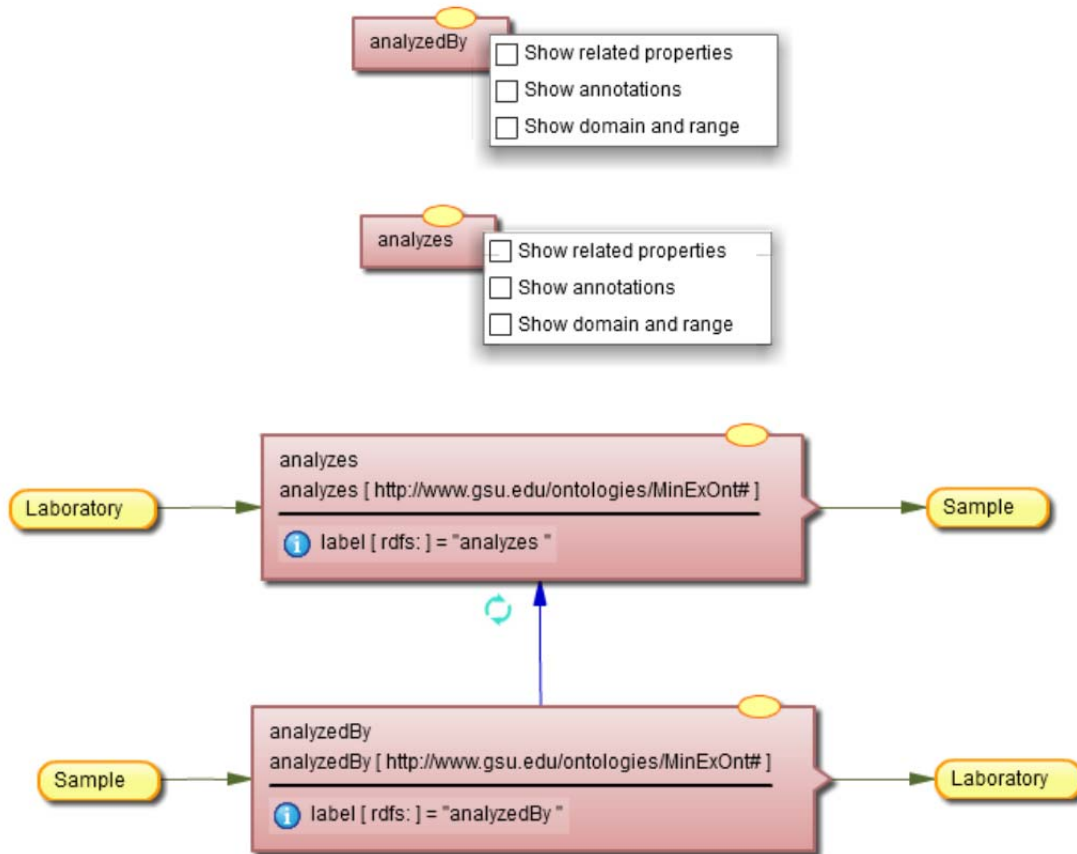 analyzedBy
Show related properties
Show annotations
Show domain and range
analyzes
Show related properties
Show annotations
Show domain and range
analyzes
analyzes [ http://www.gsu.edu/ontologies/MinExOnt# ]
Laboratory
Sample
label [ rdfs: ] = "analyzes "
analyzedBy
analyzedBy [ http://www.gsu.edu/ontologies/MinExOnt# ]
Sample
Laboratory
label [ rdfs: ] = "analyzedBy "